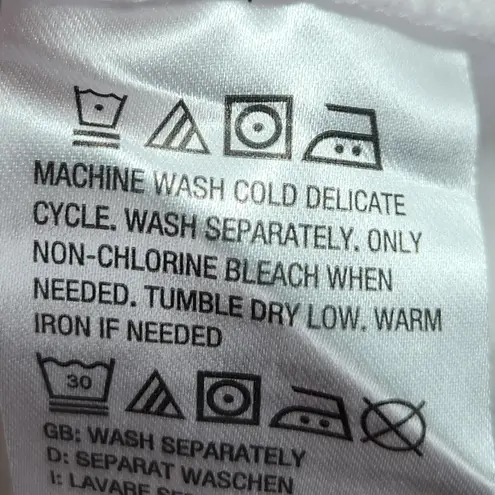 MACHINE WASH COLD DELICATE
CYCLE. WASH SEPARATELY. ONLY
NON-CHLORINE BLEACH WHEN
NEEDED. TUMBLE DRY LOW. WARM
IRON IF NEEDED
30
GB: WASH SEPARATELY
D: SEPARAT WASCHEN
I: LAVARE